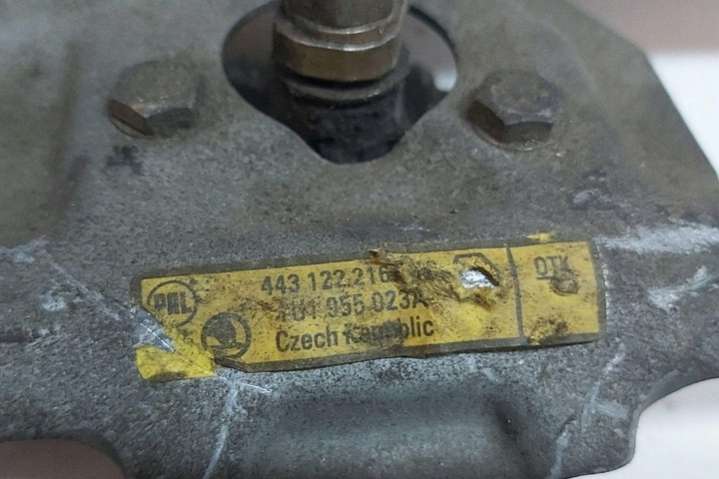 PAL
443 122 216
1U1 955 023A
Czech Republic
OTK